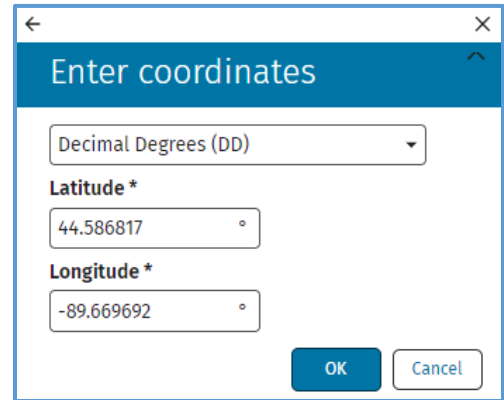 Enter coordinates
Decimal Degrees (DD)
Latitude *
44.586817 °
Longitude *
-89.669692 °
OK Cancel